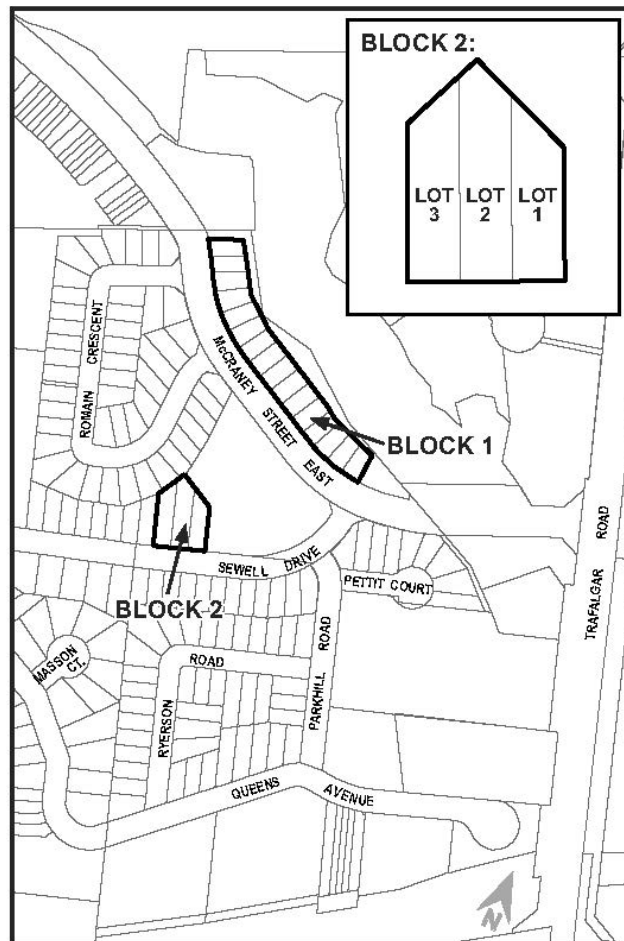 BLOCK 2:
LOT
3
LOT
2
LOT
1
ROMAIN CRESCENT
McCRANEY STREET EAST
BLOCK 1
TRAFALGAR ROAD
SEWELL DRIVE
PETTIT COURT
BLOCK 2
MASSON
CT.
ROAD
RYERSON
PARKHILL ROAD
QUEENS AVENUE
N